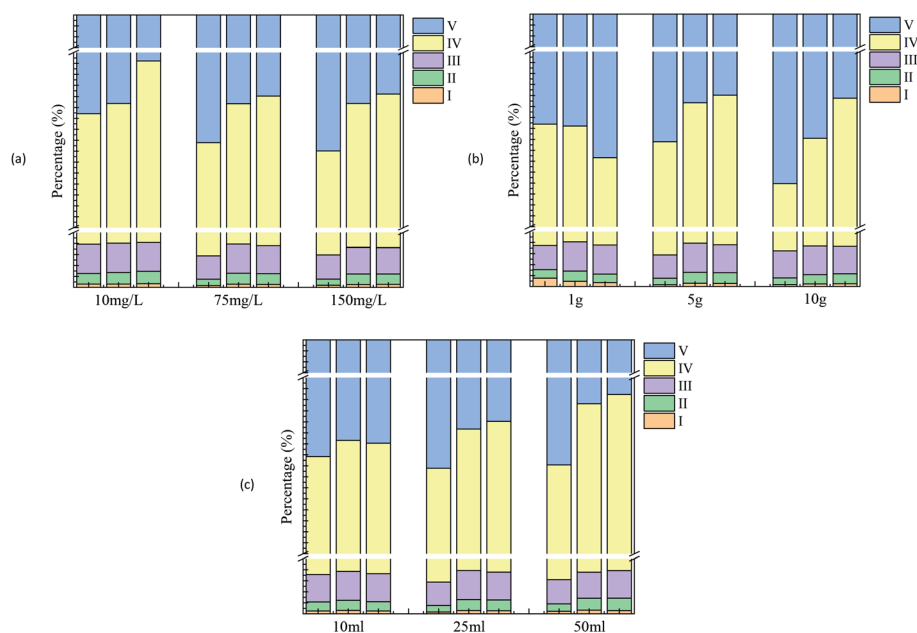 (a)
Percentage (%)
V
IV
III
II
I
10mg/L 75mg/L 150mg/L
(b)
Percentage (%)
V
IV
III
II
I
1g 5g 10g
(c)
Percentage (%)
V
IV
III
II
I
10ml 25ml 50ml